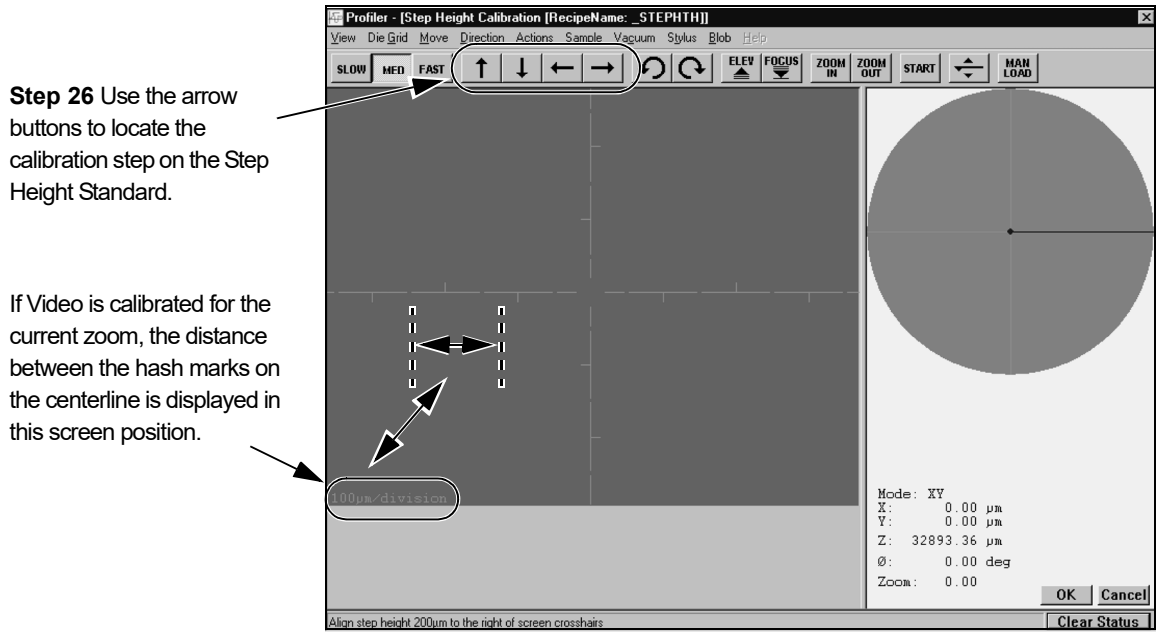 Profiler - [Step Height Calibration [RecipeName: _STEPHTH]]
View Die Grid Move Direction Actions Sample Vacuum Stylus Blob Help
SLOW MED FAST ELEV FOCUS ZOOM IN ZOOM OUT START MAN LOAD
Step 26 Use the arrow
buttons to locate the
calibration step on the Step
Height Standard.
If Video is calibrated for the
current zoom, the distance
between the hash marks on
the centerline is displayed in
this screen position.
100µm/division
Mode: XY
X: 0.00 µm
Y: 0.00 µm
Z: 32893.36 µm
Ø: 0.00 deg
Zoom: 0.00
OK Cancel
Align step height 200µm to the right of screen crosshairs
Clear Status